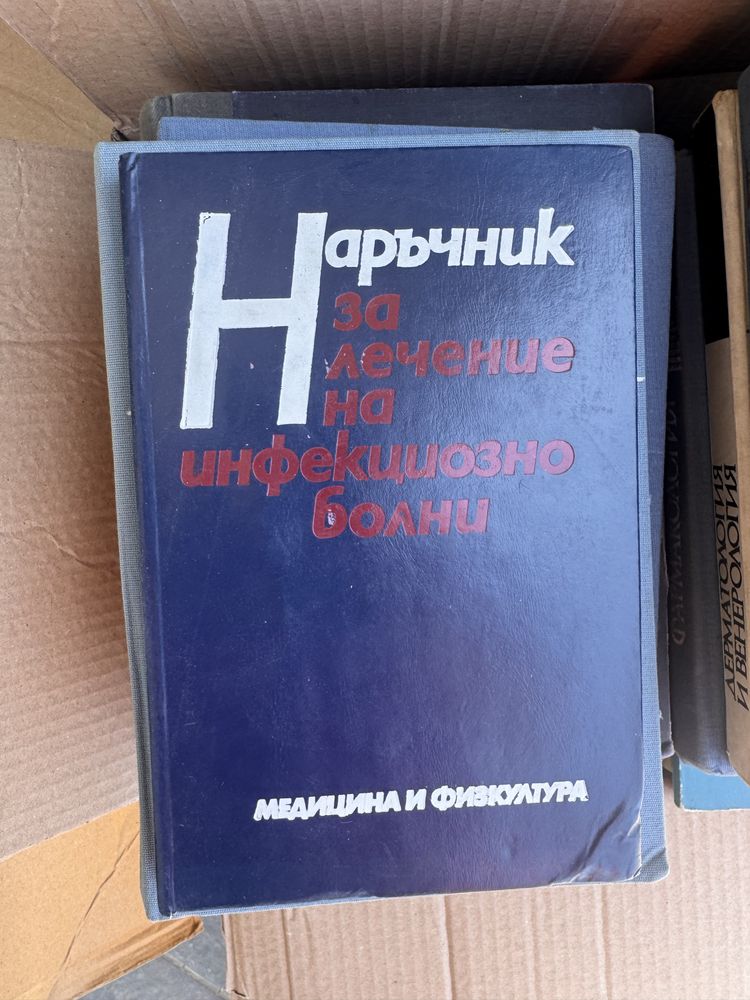 Наръчник
за
лечение
на
инфекциозно
болни
МЕДИЦИНА И ФИЗКУЛТУРА
ДЕРМАТОЛОГИЯ
И ВЕНЕРОЛОГИЯ